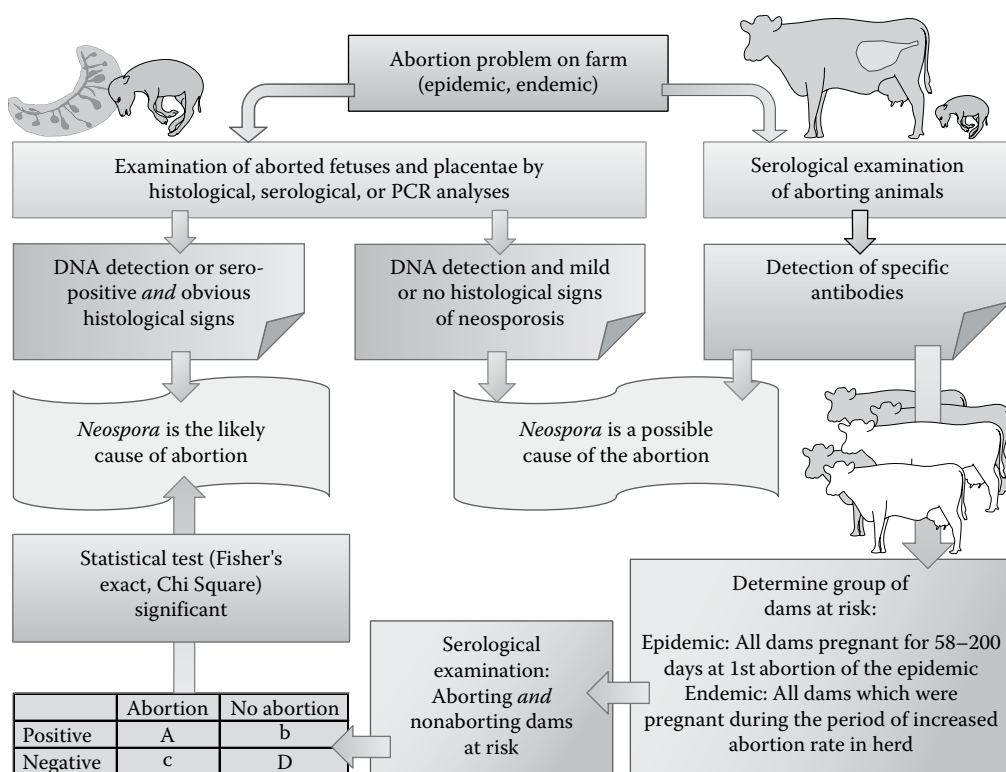 Abortion problem on farm
(epidemic, endemic)
Examination of aborted fetuses and placentae by
histological, serological, or PCR analyses
Serological examination
of aborting animals
DNA detection or sero-
positive and obvious
histological signs
DNA detection and mild
or no histological signs
of neosporosis
Detection of specific
antibodies
Neospora is the likely
cause of abortion
Neospora is a possible
cause of the abortion
Statistical test (Fisher's
exact, Chi Square)
significant
Determine group of
dams at risk:
Epidemic: All dams pregnant for 58–200
days at 1st abortion of the epidemic
Endemic: All dams which were
pregnant during the period of increased
abortion rate in herd
Serological
examination:
Aborting and
nonaborting dams
at risk
Abortion No abortion
Positive A b
Negative c D